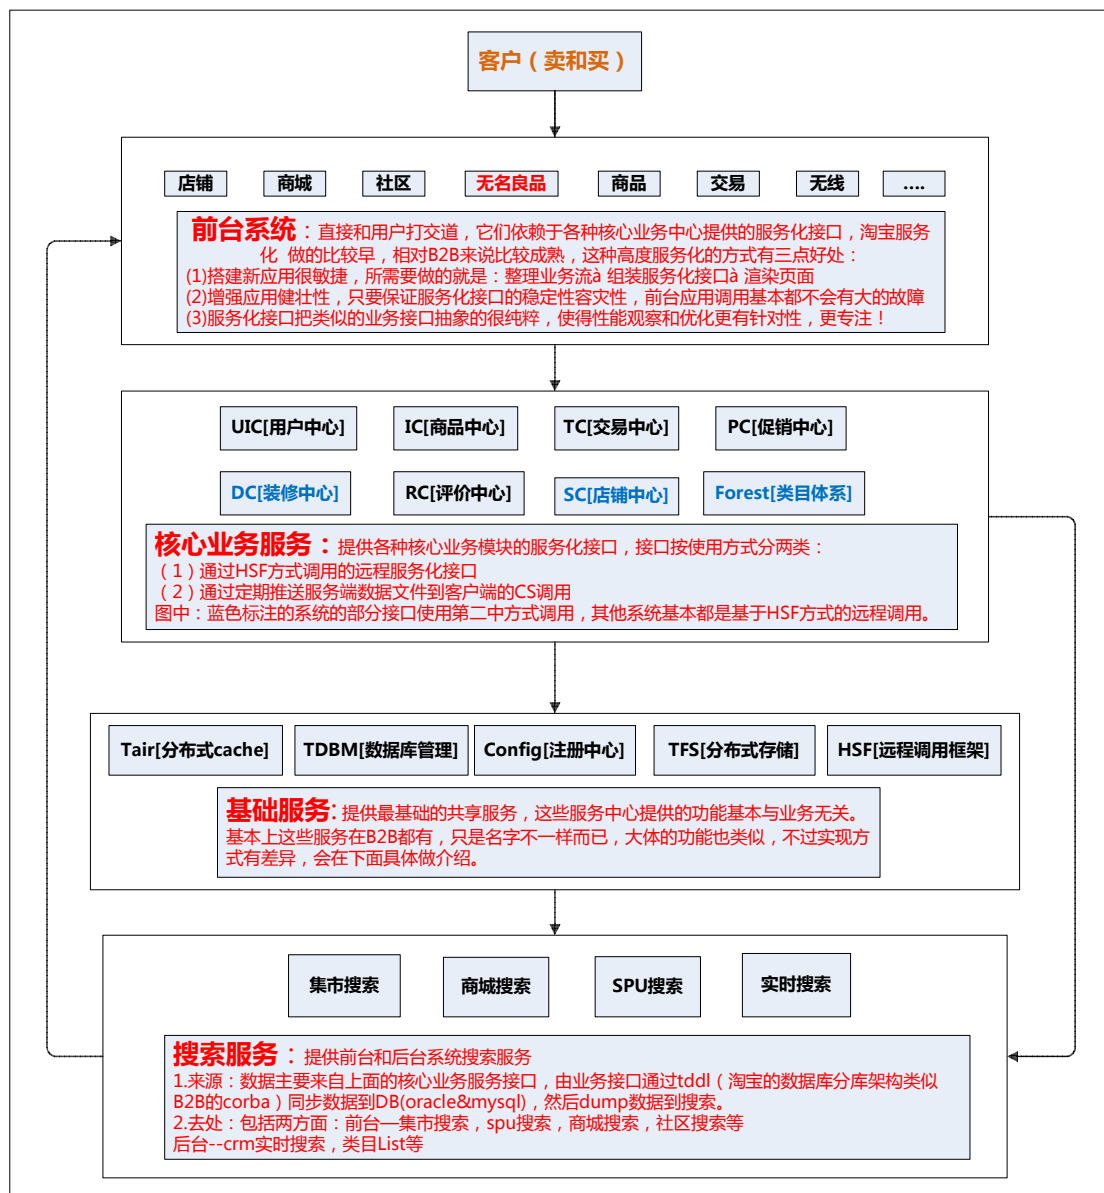 客户（卖和买）
店铺 商城 社区 无名良品 商品 交易 无线 ....
前台系统：直接和用户打交道，它们依赖于各种核心业务中心提供的服务化接口，淘宝服务
化 做的比较早，相对B2B来说比较成熟，这种高度服务化的方式有三点好处：
(1)搭建新应用很敏捷，所需要做的就是：整理业务流à 组装服务化接口à 渲染页面
(2)增强应用健壮性，只要保证服务化接口的稳定性容灾性，前台应用调用基本都不会有大的故障
(3)服务化接口把类似的业务接口抽象的很纯粹，使得性能观察和优化更有针对性，更专注！
UIC[用户中心] IC[商品中心] TC[交易中心] PC[促销中心]
DC[装修中心] RC[评价中心] SC[店铺中心] Forest[类目体系]
核心业务服务：提供各种核心业务模块的服务化接口，接口按使用方式分两类：
（1）通过HSF方式调用的远程服务化接口
（2）通过定期推送服务端数据文件到客户端的CS调用
图中：蓝色标注的系统的部分接口使用第二中方式调用，其他系统基本都是基于HSF方式的远程调用。
Tair[分布式cache] TDBM[数据库管理] Config[注册中心] TFS[分布式存储] HSF[远程调用框架]
基础服务:提供最基础的共享服务，这些服务中心提供的功能基本与业务无关。
基本上这些服务在B2B都有，只是名字不一样而已，大体的功能也类似，不过实现方
式有差异，会在下面具体做介绍。
集市搜索 商城搜索 SPU搜索 实时搜索
搜索服务：提供前台和后台系统搜索服务
1.来源：数据主要来自上面的核心业务服务接口，由业务接口通过tddl（淘宝的数据库分库架构类似
B2B的corba）同步数据到DB(oracle&mysql)，然后dump数据到搜索。
2.去处：包括两方面：前台—集市搜索，spu搜索，商城搜索，社区搜索等
后台--crm实时搜索，类目List等